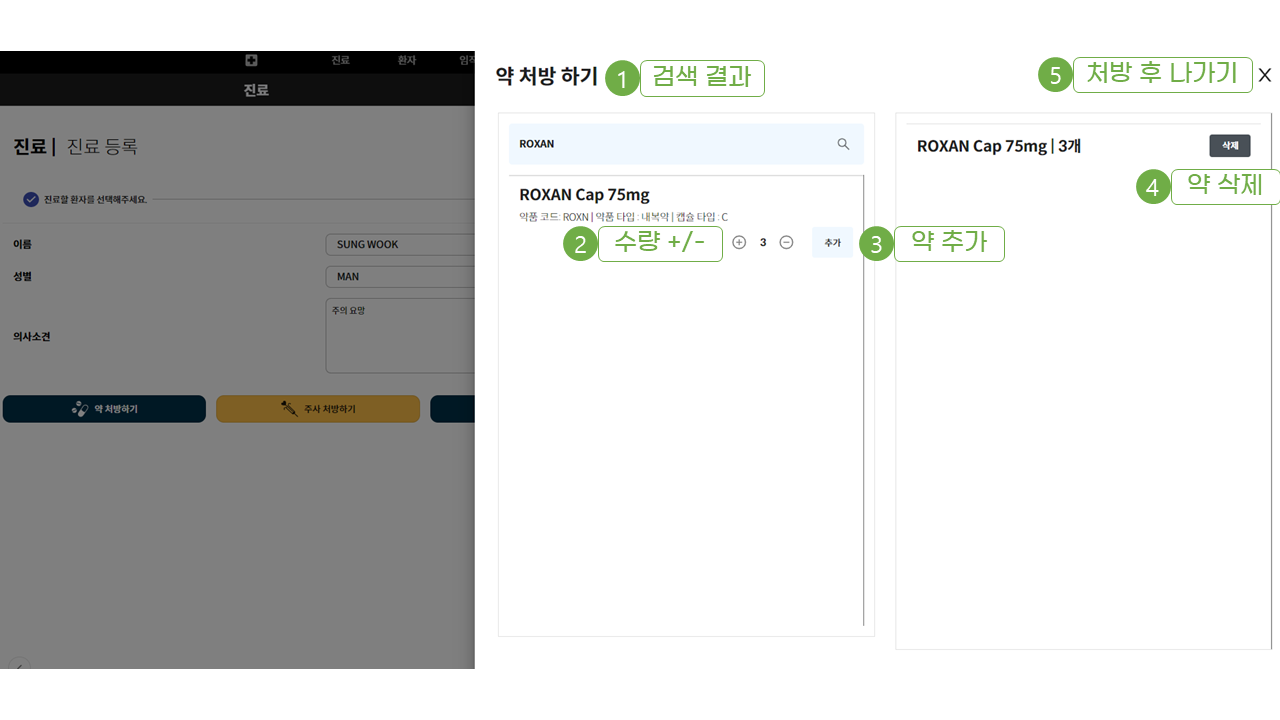 진료
환자
임직
진료
진료 | 진료 등록
진료할 환자를 선택해주세요.
이름
SUNG WOOK
성별
MAN
의사소견
주의 요망
약 처방하기
주사 처방하기
약 처방 하기
1 검색 결과
5 처방 후 나가기 X
ROXAN
ROXAN Cap 75mg
약품 코드: ROXN | 약품 타입 : 내복약 | 캡슐 타입 : C
2 수량 +/-
3
추가
3 약 추가
ROXAN Cap 75mg | 3개
삭제
4 약 삭제